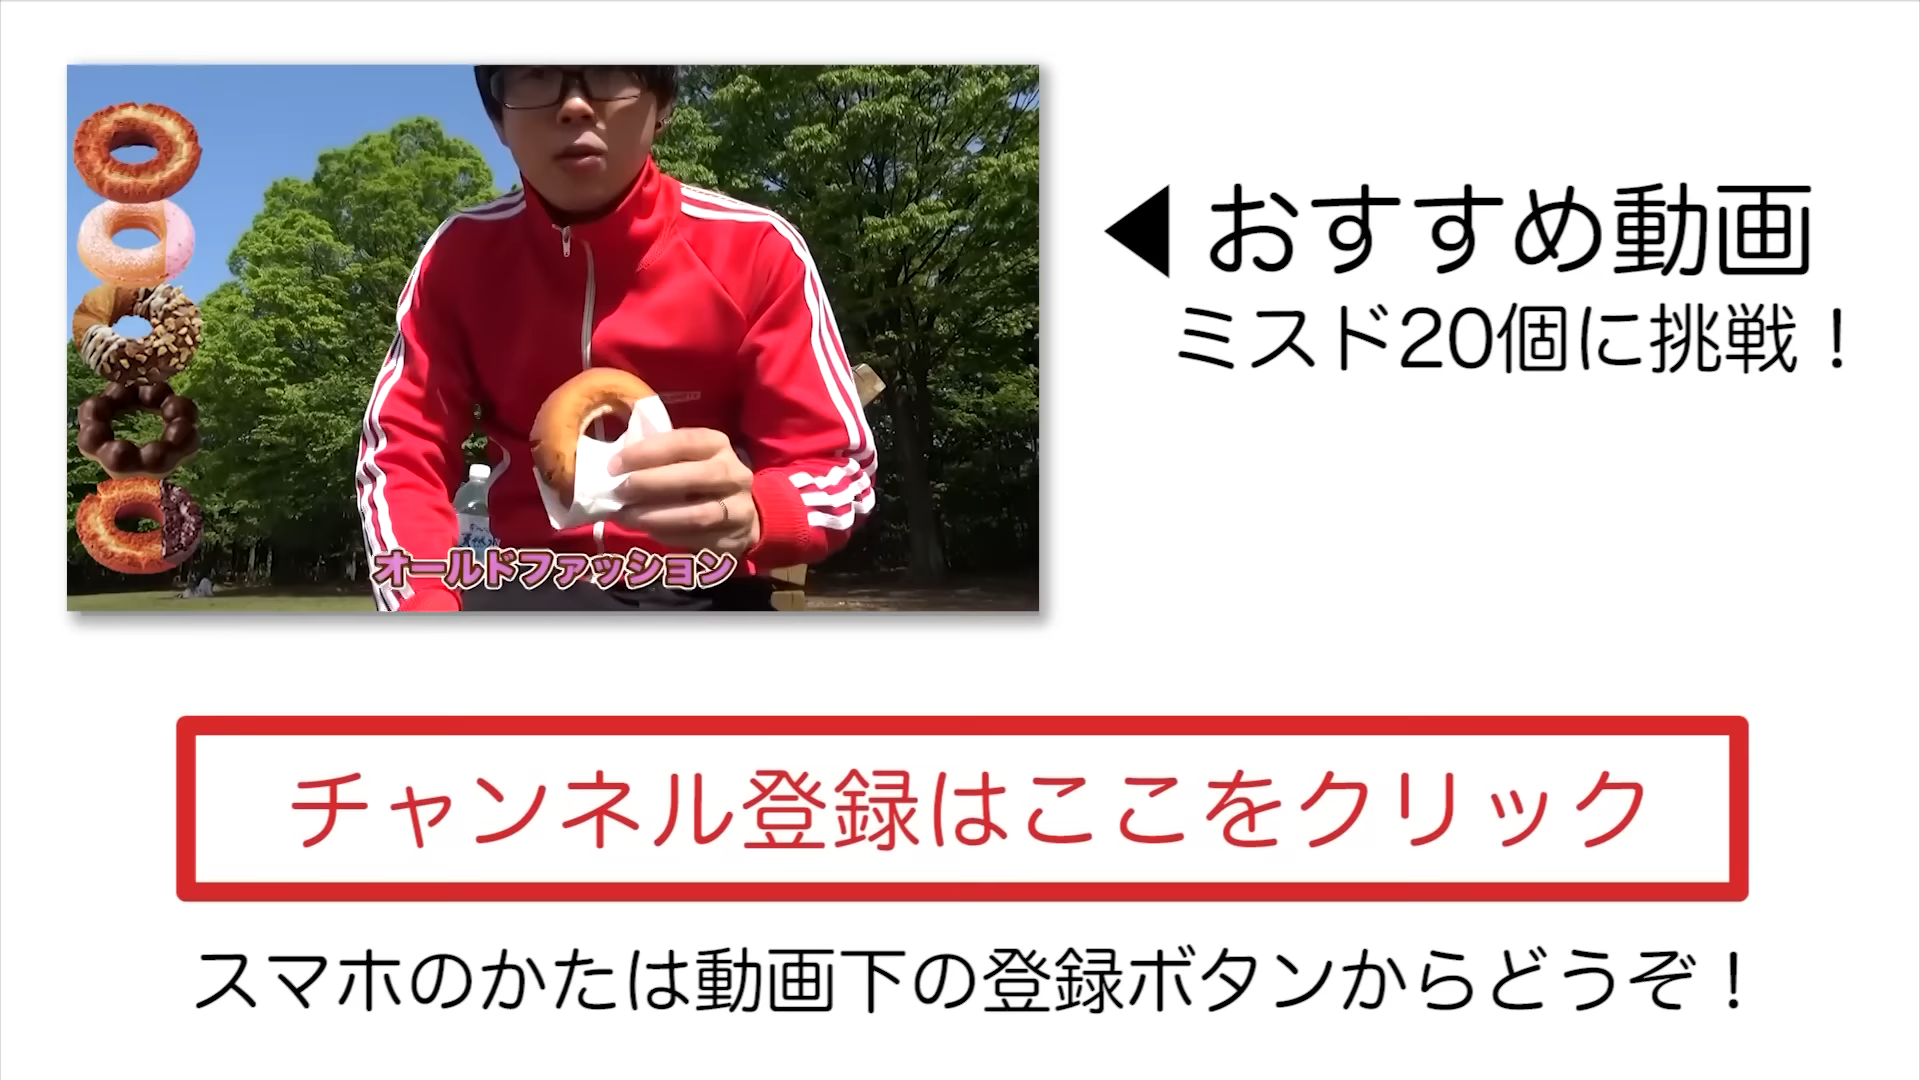 ◀おすすめ動画
ミスド20個に挑戦！
オールドファッション
チャンネル登録はここをクリック
スマホのかたは動画下の登録ボタンからどうぞ！